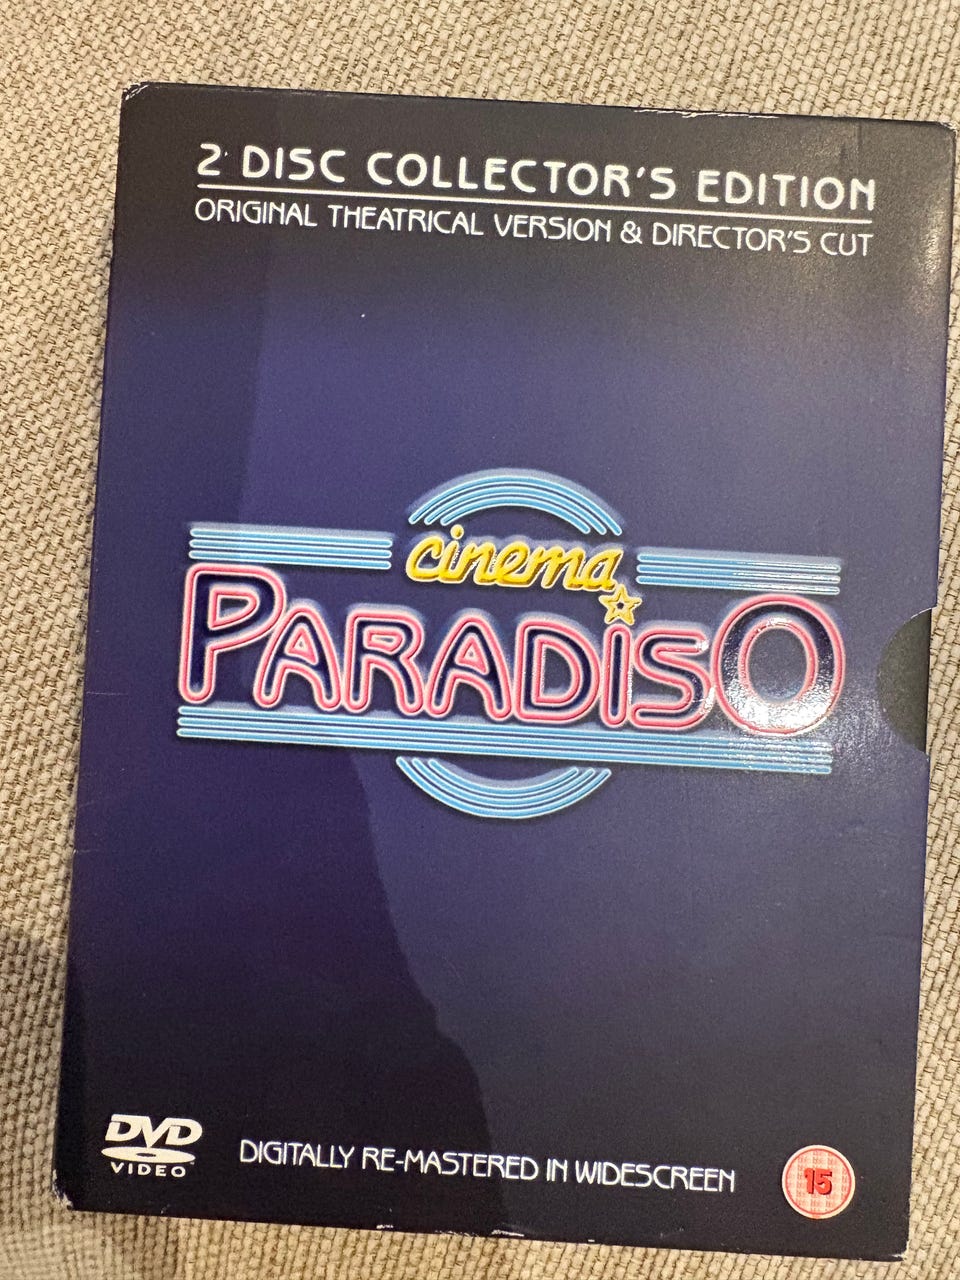 2 DISC COLLECTOR'S EDITION
ORIGINAL THEATRICAL VERSION & DIRECTOR'S CUT
cinema
PARADISO
DVD
VIDEO
DIGITALLY RE-MASTERED IN WIDESCREEN
15